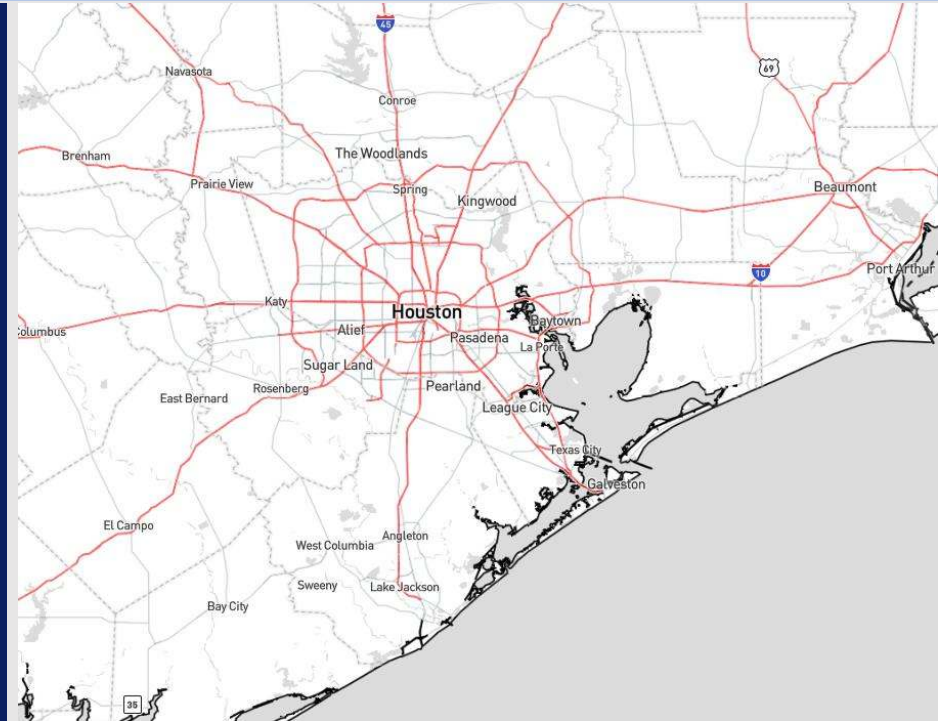 45
69
Navasota
Conroe
The Woodlands
Brenham
Prairie View
Spring
Kingwood
Beaumont
Port Arthur
10
Katy
Houston
Baytown
Columbus
Alief
Pasadena
La Porte
Sugar Land
Rosenberg
Pearland
East Bernard
League City
Texas City
Galveston
El Campo
Angleton
West Columbia
Sweeny
Lake Jackson
Bay City
35